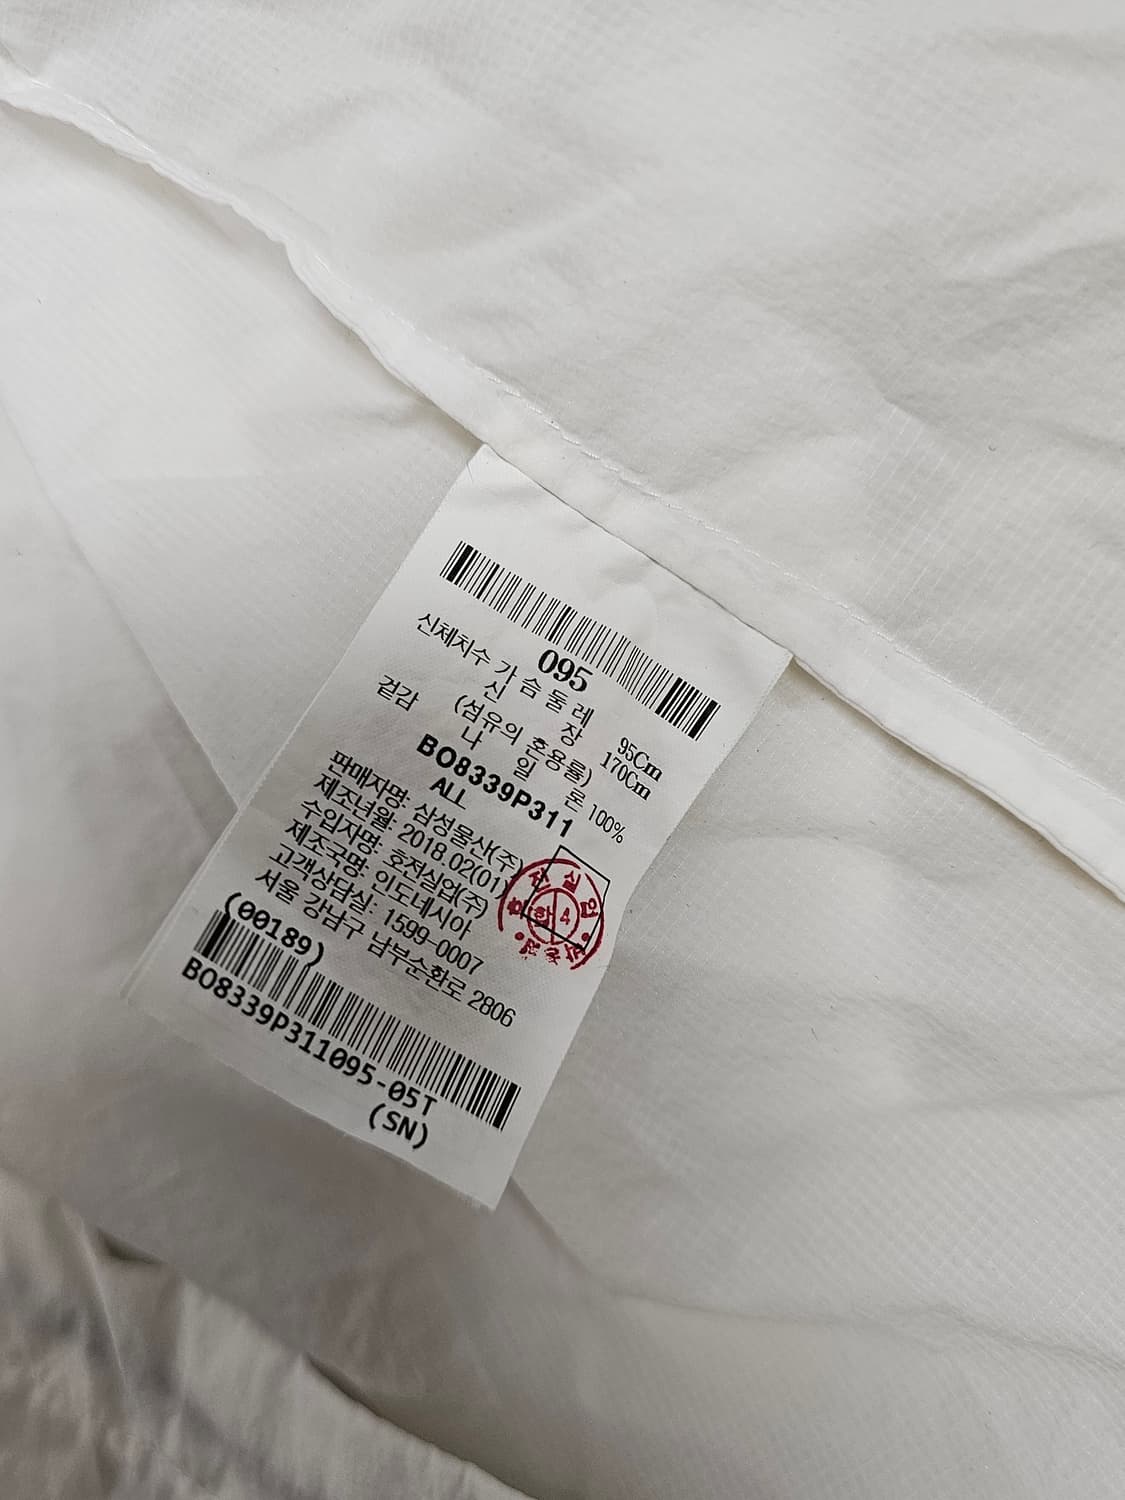 095
신체치수 가슴둘레 95Cm
신장 170Cm
(섬유의 혼용률)
겉감 나일론 100%
BO8339P311
ALL
판매자명: 삼성물산(주)
제조년월: 2018.02(01)
수입자명: 호전실업(주)
제조국명: 인도네시아
고객상담실: 1599-0007
서울 강남구 남부순환로 2806
(00189)
BO8339P311095-05T
(SN)